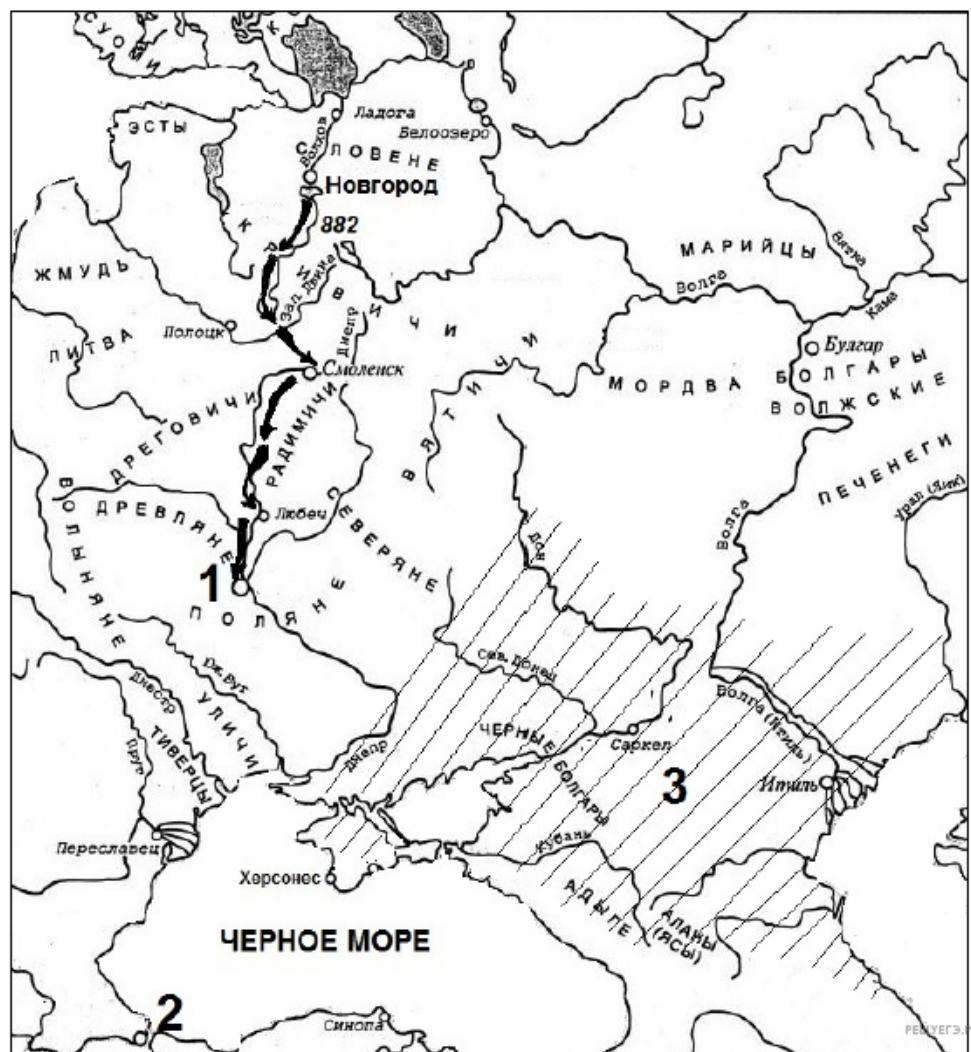 СУОМИ
К
Ладога
Белоозеро
ЭСТЫ
Волхов
СЛОВЕНЕ
Новгород
882
КРИВИЧИ
МАРИЙЦЫ
Вятка
ЖМУДЬ
Зап. Двина
Волга
Кама
Полоцк
Днепр
ЛИТВА
Смоленск
Булгар
МОРДВА
БОЛГАРЫ
ВОЛЖСКИЕ
ВЯТИЧИ
ДРЕГОВИЧИ
РАДИМИЧИ
ПЕЧЕНЕГИ
Урал (Яик)
ВОЛЫНЯНЕ
ДРЕВЛЯНЕ
Любеч
СЕВЕРЯНЕ
Дон
Волга
1
ПОЛЯНЕ
Сев. Донец
Днестр
УЛИЧИ
Волга (Итиль)
ТИВЕРЦЫ
Прут
Днепр
ЧЕРНЫЕ
БОЛГАРЫ
Саркел
3
Итиль
Переславец
Кубань
Херсонес
АДЫГЕ
АЛАНЫ
(ЯСЫ)
ЧЕРНОЕ МОРЕ
2
Синопа